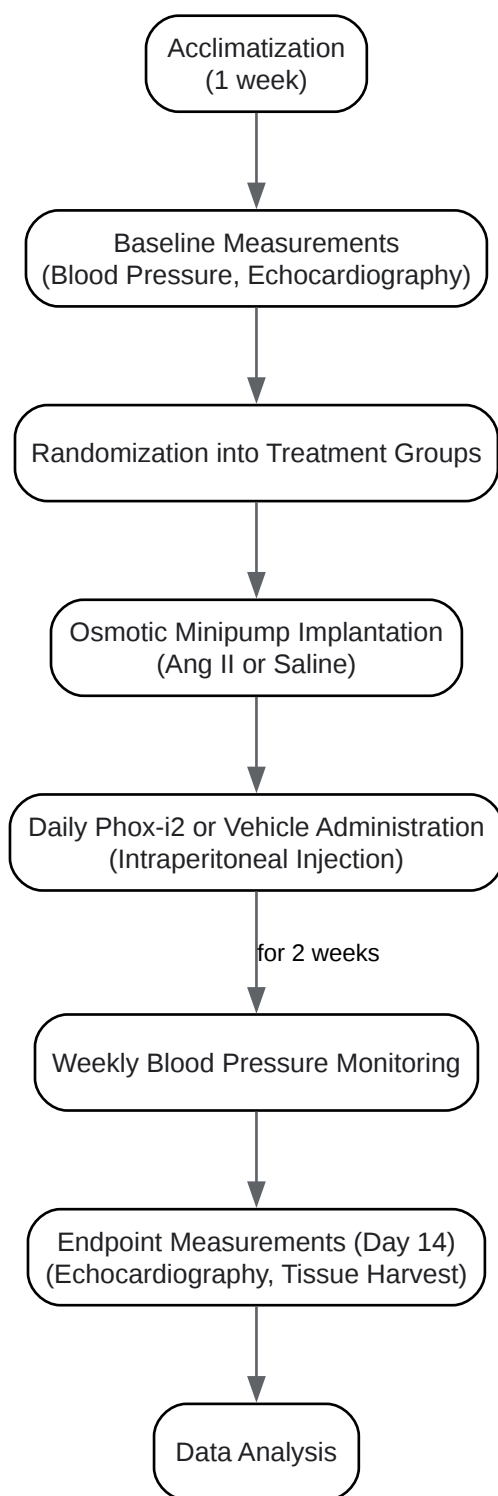 Acclimatization
(1 week)
Baseline Measurements
(Blood Pressure, Echocardiography)
Randomization into Treatment Groups
Osmotic Minipump Implantation
(Ang II or Saline)
Daily Phox-i2 or Vehicle Administration
(Intraperitoneal Injection)
for 2 weeks
Weekly Blood Pressure Monitoring
Endpoint Measurements (Day 14)
(Echocardiography, Tissue Harvest)
Data Analysis